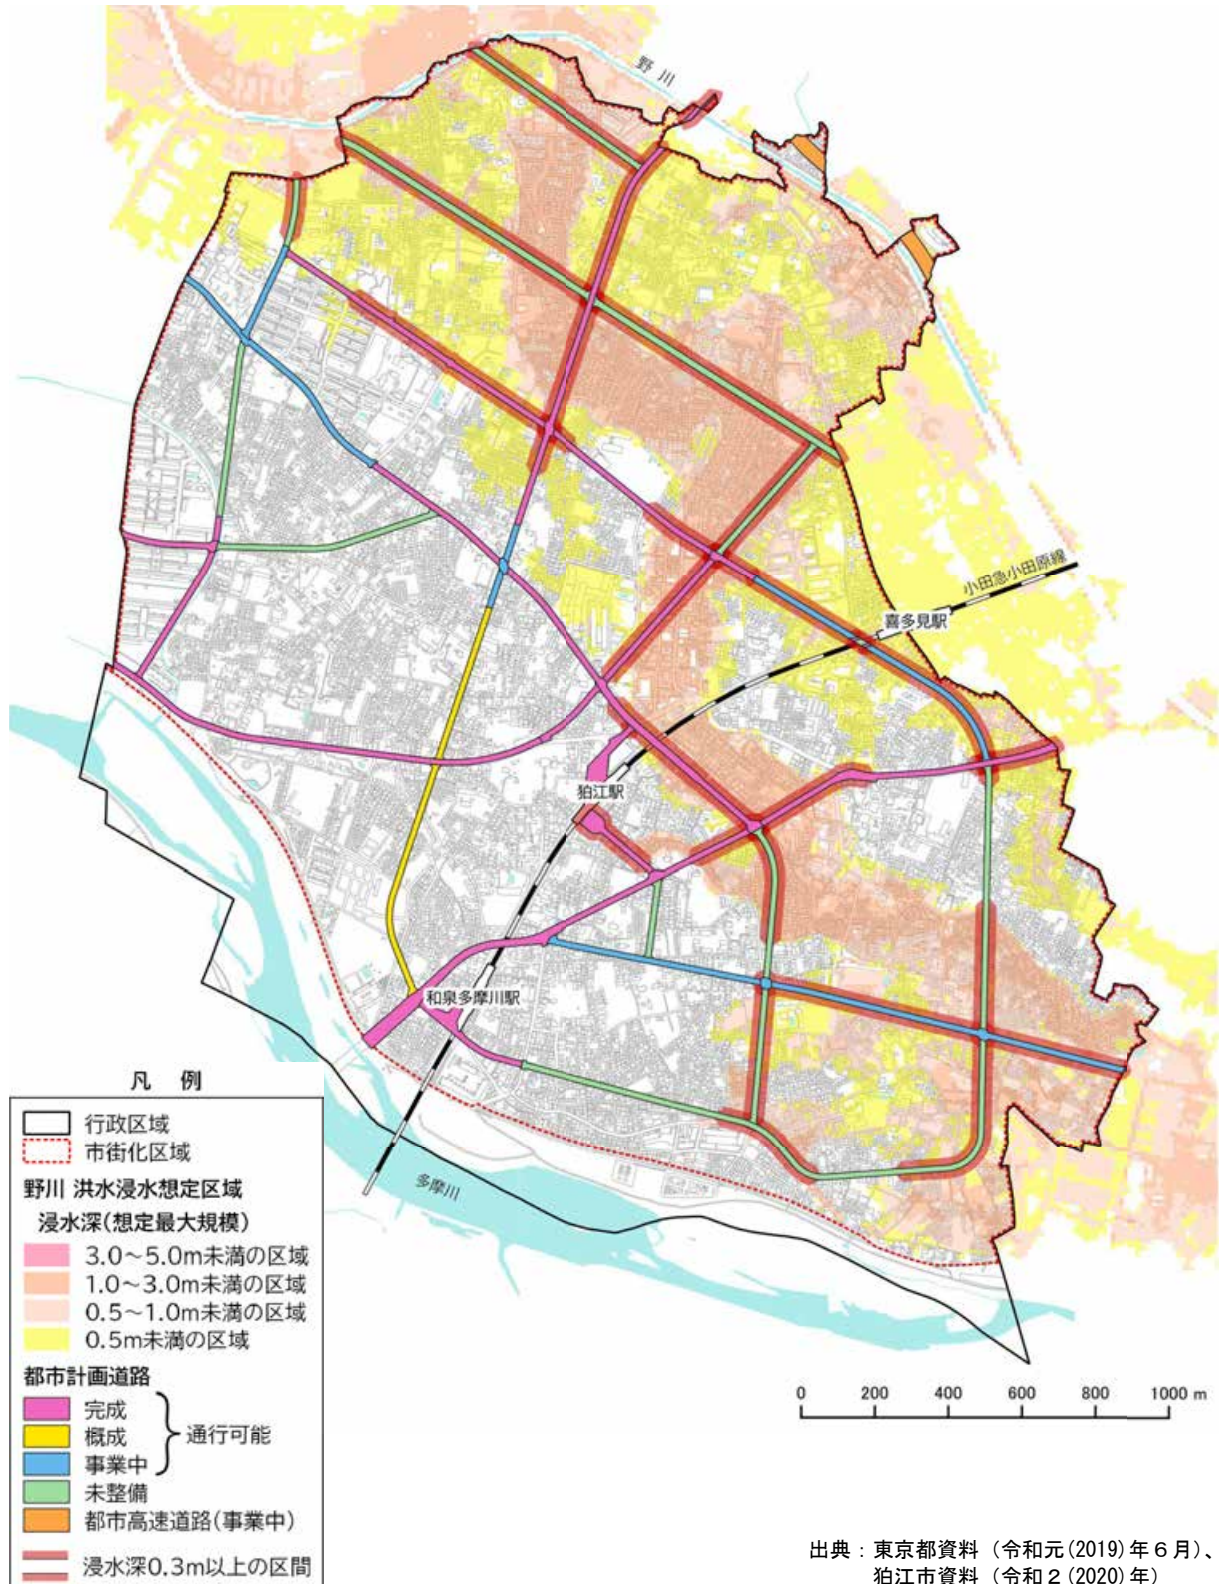 野川
小田急小田原線
喜多見駅
狛江駅
和泉多摩川駅
多摩川
凡 例
行政区域
市街化区域
野川 洪水浸水想定区域
浸水深(想定最大規模)
3.0～5.0m未満の区域
1.0～3.0m未満の区域
0.5～1.0m未満の区域
0.5m未満の区域
都市計画道路
完成
概成
通行可能
事業中
未整備
都市高速道路(事業中)
浸水深0.3m以上の区間
0 200 400 600 800 1000 m
出典：東京都資料（令和元(2019)年６月）、
狛江市資料（令和２(2020)年）